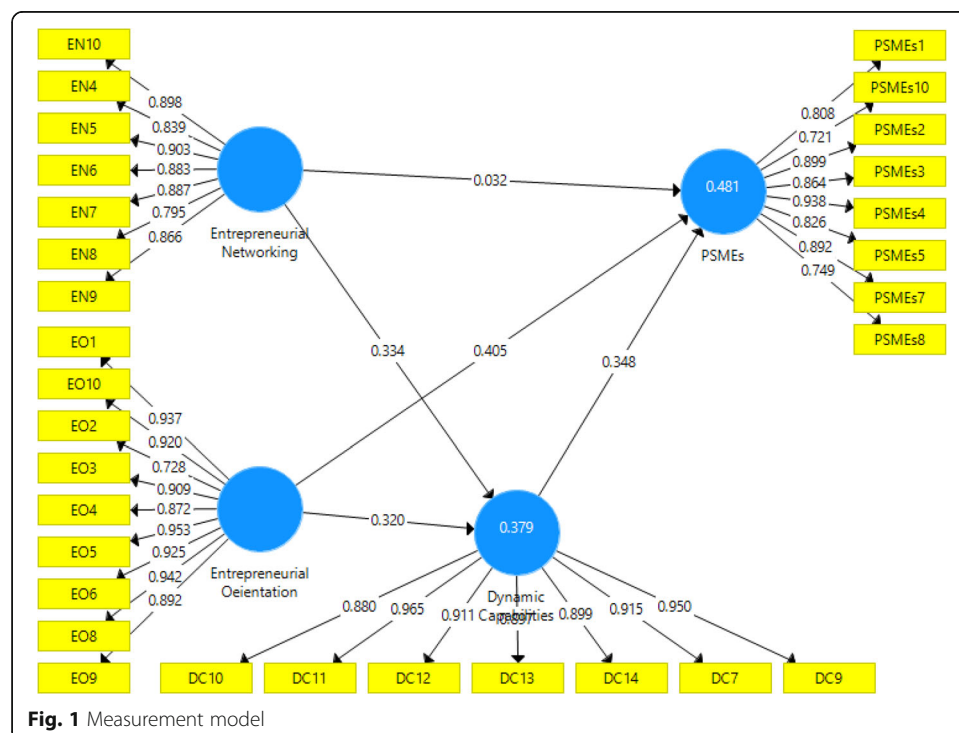 EN10
EN4
EN5
EN6
EN7
EN8
EN9
0.898
0.839
0.903
0.883
0.887
0.795
0.866
Entrepreneurial
Networking
0.032
0.334
0.481
PSMEs
PSMEs1
PSMEs10
PSMEs2
PSMEs3
PSMEs4
PSMEs5
PSMEs7
PSMEs8
0.808
0.721
0.899
0.864
0.938
0.826
0.892
0.749
EO1
EO10
EO2
EO3
EO4
EO5
EO6
EO8
EO9
0.937
0.920
0.728
0.909
0.872
0.953
0.925
0.942
0.892
Entrepreneurial
Oeientation
0.405
0.348
0.320
0.379
Dynamic
Capabilities
0.880
0.965
0.911
0.897
0.899
0.915
0.950
DC10
DC11
DC12
DC13
DC14
DC7
DC9
Fig. 1 Measurement model